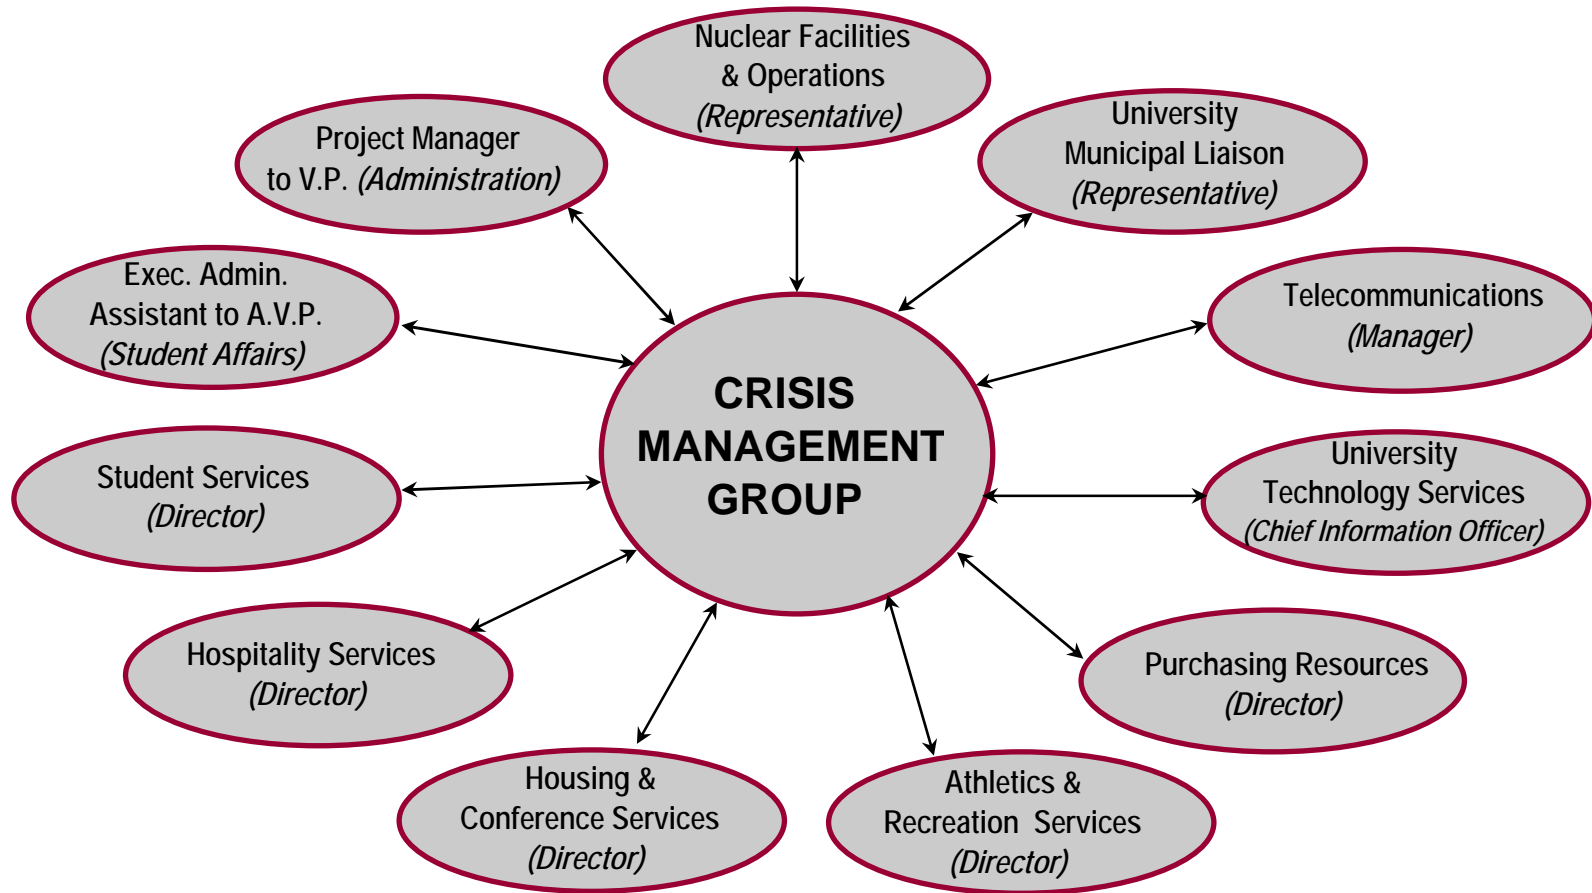 Nuclear Facilities
& Operations
(Representative)
University
Municipal Liaison
(Representative)
Project Manager
to V.P. (Administration)
Exec. Admin.
Assistant to A.V.P.
(Student Affairs)
Telecommunications
(Manager)
CRISIS
MANAGEMENT
GROUP
Student Services
(Director)
University
Technology Services
(Chief Information Officer)
Hospitality Services
(Director)
Purchasing Resources
(Director)
Housing &
Conference Services
(Director)
Athletics &
Recreation Services
(Director)